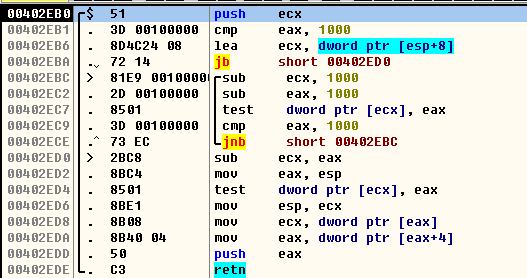 00402EB0 $ 51 push ecx
00402EB1 . 3D 00100000 cmp eax, 1000
00402EB6 . 8D4C24 08 lea ecx, dword ptr [esp+8]
00402EBA . 72 14 jb short 00402ED0
00402EBC > 81E9 00100000 sub ecx, 1000
00402EC2 . 2D 00100000 sub eax, 1000
00402EC7 . 8501 test dword ptr [ecx], eax
00402EC9 . 3D 00100000 cmp eax, 1000
00402ECE .^ 73 EC jnb short 00402EBC
00402ED0 > 2BC8 sub ecx, eax
00402ED2 . 8BC4 mov eax, esp
00402ED4 . 8501 test dword ptr [ecx], eax
00402ED6 . 8BE1 mov esp, ecx
00402ED8 . 8B08 mov ecx, dword ptr [eax]
00402EDA . 8B40 04 mov eax, dword ptr [eax+4]
00402EDD . 50 push eax
00402EDE . C3 retn